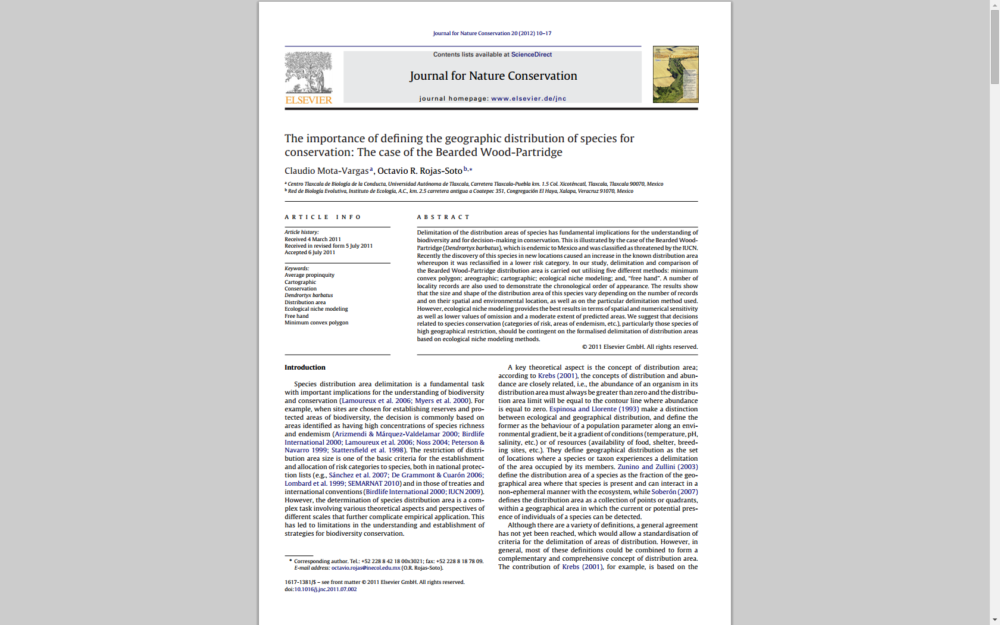 Journal for Nature Conservation 20 (2012) 10–17
Contents lists available at ScienceDirect
Journal for Nature Conservation
journal homepage: www.elsevier.de/jnc
ELSEVIER
The importance of defining the geographic distribution of species for
conservation: The case of the Bearded Wood-Partridge
Claudio Mota-Vargas a, Octavio R. Rojas-Soto b,*
a Centro Tlaxcala de Biología de la Conducta, Universidad Autónoma de Tlaxcala, Carretera Tlaxcala-Puebla km. 1.5 Col. Xicoténcatl, Tlaxcala, Tlaxcala 90070, Mexico
b Red de Biología Evolutiva, Instituto de Ecología, A.C., km. 2.5 carretera antigua a Coatepec 351, Congregación El Haya, Xalapa, Veracruz 91070, Mexico
ARTICLE INFO
Article history:
Received 4 March 2011
Received in revised form 5 July 2011
Accepted 6 July 2011
Keywords:
Average propinquity
Cartographic
Conservation
Dendrortyx barbatus
Distribution area
Ecological niche modeling
Free hand
Minimum convex polygon
ABSTRACT
Delimitation of the distribution areas of species has fundamental implications for the understanding of
biodiversity and for decision-making in conservation. This is illustrated by the case of the Bearded Wood-
Partridge (Dendrortyx barbatus), which is endemic to Mexico and was classified as threatened by the IUCN.
Recently the discovery of this species in new locations caused an increase in the known distribution area
whereupon it was reclassified in a lower risk category. In our study, delimitation and comparison of
the Bearded Wood-Partridge distribution area is carried out utilising five different methods: minimum
convex polygon; areographic; cartographic; ecological niche modeling; and, “free hand”. A number of
locality records are also used to demonstrate the chronological order of appearance. The results show
that the size and shape of the distribution area of this species vary depending on the number of records
and on their spatial and environmental location, as well as on the particular delimitation method used.
However, ecological niche modeling provides the best results in terms of spatial and numerical sensitivity
as well as lower values of omission and a moderate extent of predicted areas. We suggest that decisions
related to species conservation (categories of risk, areas of endemism, etc.), particularly those species of
high geographical restriction, should be contingent on the formalised delimitation of distribution areas
based on ecological niche modeling methods.
© 2011 Elsevier GmbH. All rights reserved.
Introduction
Species distribution area delimitation is a fundamental task
with important implications for the understanding of biodiversity
and conservation (Lamoureux et al. 2006; Myers et al. 2000). For
example, when sites are chosen for establishing reserves and pro-
tected areas of biodiversity, the decision is commonly based on
areas identified as having high concentrations of species richness
and endemism (Arizmendi & Márquez-Valdelamar 2000; Birdlife
International 2000; Lamoureux et al. 2006; Noss 2004; Peterson &
Navarro 1999; Stattersfield et al. 1998). The restriction of distri-
bution area size is one of the basic criteria for the establishment
and allocation of risk categories to species, both in national protec-
tion lists (e.g., Sánchez et al. 2007; De Grammont & Cuarón 2006;
Lombard et al. 1999; SEMARNAT 2010) and in those of treaties and
international conventions (Birdlife International 2000; IUCN 2009).
However, the determination of species distribution area is a com-
plex task involving various theoretical aspects and perspectives of
different scales that further complicate empirical application. This
has led to limitations in the understanding and establishment of
strategies for biodiversity conservation.
* Corresponding author. Tel.: +52 228 8 42 18 00x3021; fax: +52 228 8 18 78 09.
E-mail address: octavio.rojas@inecol.edu.mx (O.R. Rojas-Soto).
1617-1381/$ – see front matter © 2011 Elsevier GmbH. All rights reserved.
doi:10.1016/j.jnc.2011.07.002
A key theoretical aspect is the concept of distribution area;
according to Krebs (2001), the concepts of distribution and abun-
dance are closely related, i.e., the abundance of an organism in its
distribution area must always be greater than zero and the distribu-
tion area limit will be equal to the contour line where abundance
is equal to zero. Espinosa and Llorente (1993) make a distinction
between ecological and geographical distribution, and define the
former as the behaviour of a population parameter along an envi-
ronmental gradient, be it a gradient of conditions (temperature, pH,
salinity, etc.) or of resources (availability of food, shelter, breed-
ing sites, etc.). They define geographical distribution as the set
of locations where a species or taxon experiences a delimitation
of the area occupied by its members. Zunino and Zullini (2003)
define the distribution area of a species as the fraction of the geo-
graphical area where that species is present and can interact in a
non-ephemeral manner with the ecosystem, while Soberón (2007)
defines the distribution area as a collection of points or quadrants,
within a geographical area in which the current or potential pres-
ence of individuals of a species can be detected.
Although there are a variety of definitions, a general agreement
has not yet been reached, which would allow a standardisation of
criteria for the delimitation of areas of distribution. However, in
general, most of these definitions could be combined to form a
complementary and comprehensive concept of distribution area.
The contribution of Krebs (2001), for example, is based on the